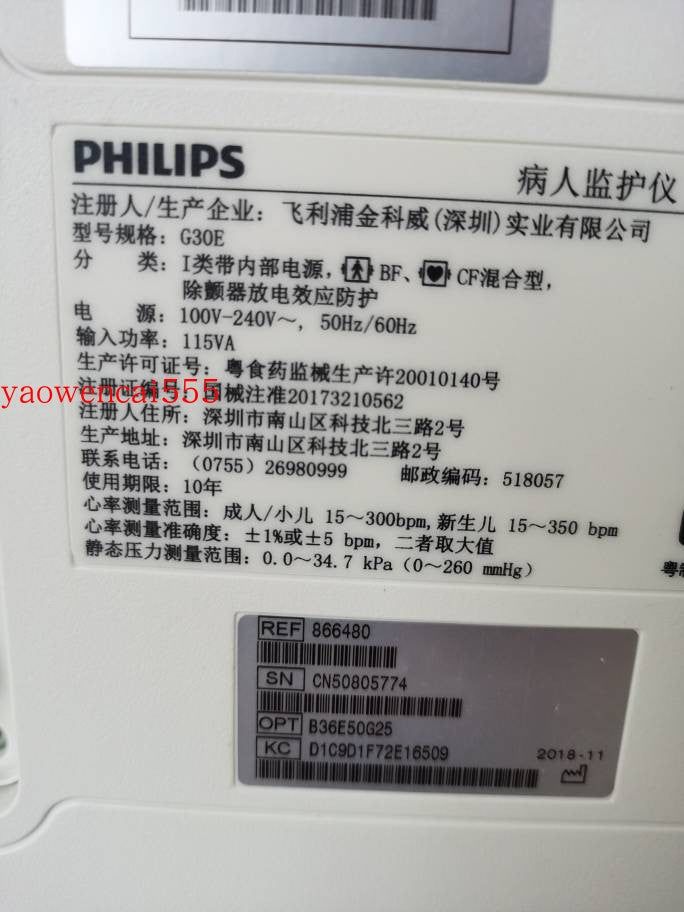 PHILIPS
病人监护仪
注册人/生产企业: 飞利浦金科威(深圳)实业有限公司
型号规格: G30E
分 类: I类带内部电源, BF、 CF混合型,
除颤器放电效应防护
电 源: 100V-240V～, 50Hz/60Hz
输入功率: 115VA
生产许可证号: 粤食药监械生产许20010140号
yaowencai555
注册证编号: 国械注准20173210562
注册人住所: 深圳市南山区科技北三路2号
生产地址: 深圳市南山区科技北三路2号
联系电话: (0755) 26980999 邮政编码: 518057
使用期限: 10年
心率测量范围: 成人/小儿 15～300bpm, 新生儿 15～350 bpm
心率测量准确度: ±1%或±5 bpm, 二者取大值
静态压力测量范围: 0.0～34.7 kPa (0～260 mmHg)
粤制
REF 866480
SN CN50805774
OPT B36E50G25
KC D1C9D1F72E16509
2018-11